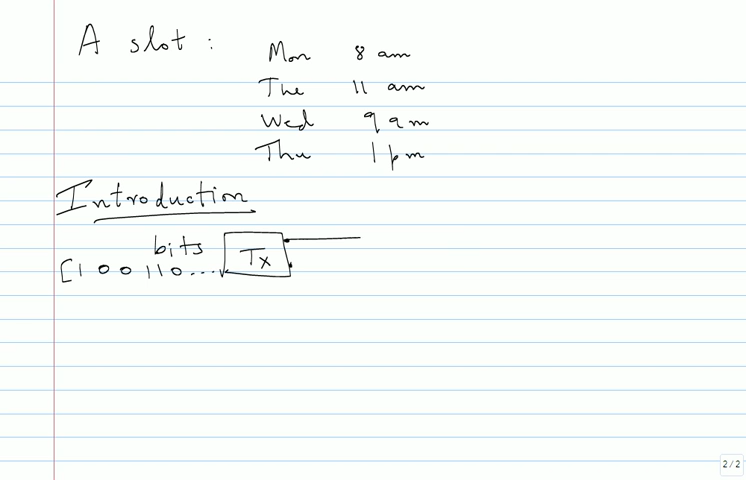 A slot :
Mon 8 am
The 11 am
Wed 9 am
Thu 1 pm
Introduction
bits
[1 0 0 1 1 0 .... Tx
2/2